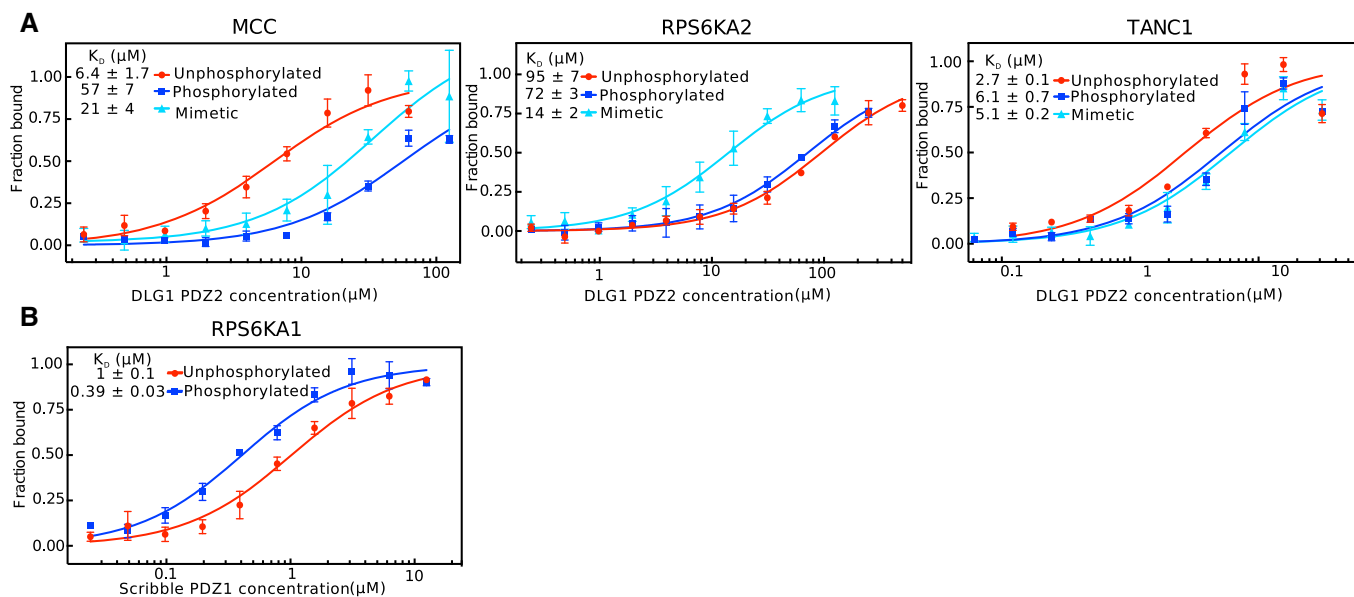 A
MCC
K_D (μM)
6.4 ± 1.7 Unphosphorylated
57 ± 7 Phosphorylated
21 ± 4 Mimetic
1.00
0.75
0.50
0.25
0.00
Fraction bound
1 10 100
DLG1 PDZ2 concentration(μM)
RPS6KA2
K_D (μM)
95 ± 7 Unphosphorylated
72 ± 3 Phosphorylated
14 ± 2 Mimetic
1.00
0.75
0.50
0.25
0.00
Fraction bound
1 10 100
DLG1 PDZ2 concentration(μM)
TANC1
K_D (μM)
2.7 ± 0.1 Unphosphorylated
6.1 ± 0.7 Phosphorylated
5.1 ± 0.2 Mimetic
1.00
0.75
0.50
0.25
0.00
Fraction bound
0.1 1 10
DLG1 PDZ2 concentration(μM)
B
RPS6KA1
K_D (μM)
1 ± 0.1 Unphosphorylated
0.39 ± 0.03 Phosphorylated
1.00
0.75
0.50
0.25
0.00
Fraction bound
0.1 1 10
Scribble PDZ1 concentration(μM)